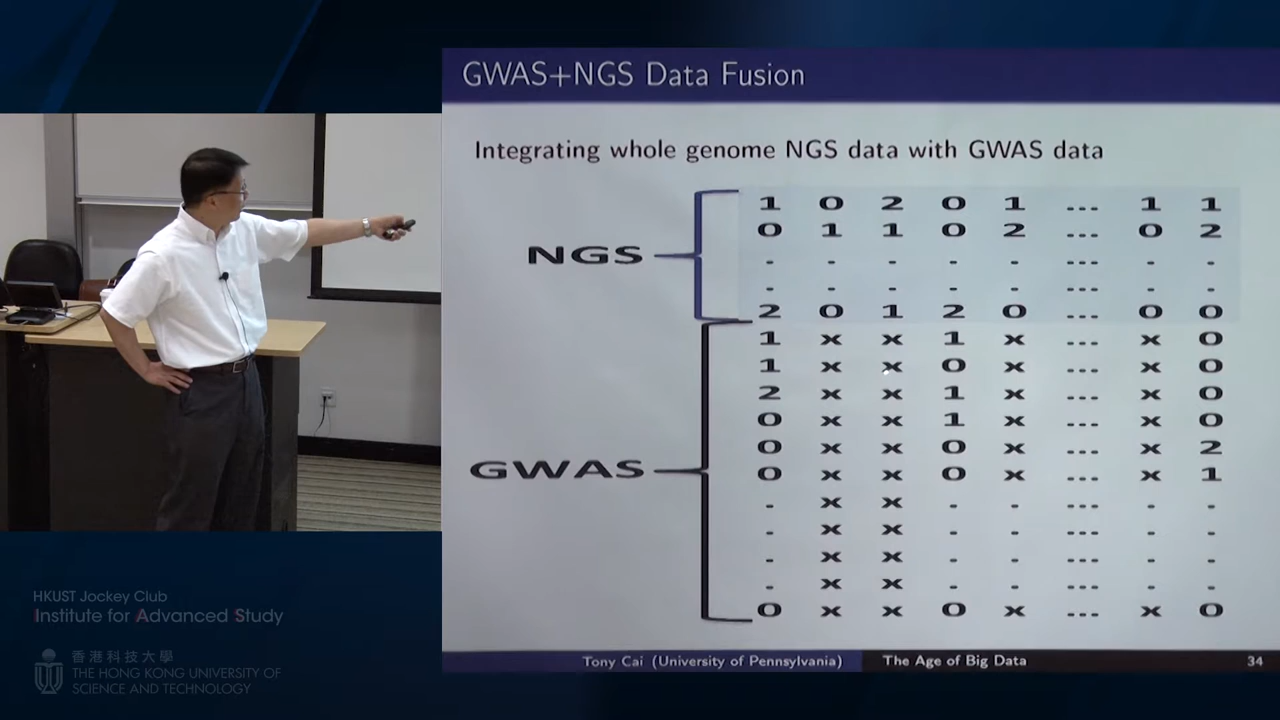 GWAS+NGS Data Fusion
Integrating whole genome NGS data with GWAS data
1 0 2 0 1 ... 1 1
0 1 1 0 2 ... 0 2
NGS
- - - - - ... - -
- - - - - ... - -
2 0 1 2 0 ... 0 0
1 x x 1 x ... x 0
1 x x 0 x ... x 0
2 x x 1 x ... x 0
0 x x 1 x ... x 0
0 x x 0 x ... x 2
GWAS
0 x x 0 x ... x 1
- x x - - ... - -
- x x - - ... - -
- x x - - ... - -
- x x - - ... - -
0 x x 0 x ... x 0
Tony Cai (University of Pennsylvania) The Age of Big Data 34
HKUST Jockey Club
Institute for Advanced Study
香港科技大學
THE HONG KONG UNIVERSITY OF
SCIENCE AND TECHNOLOGY